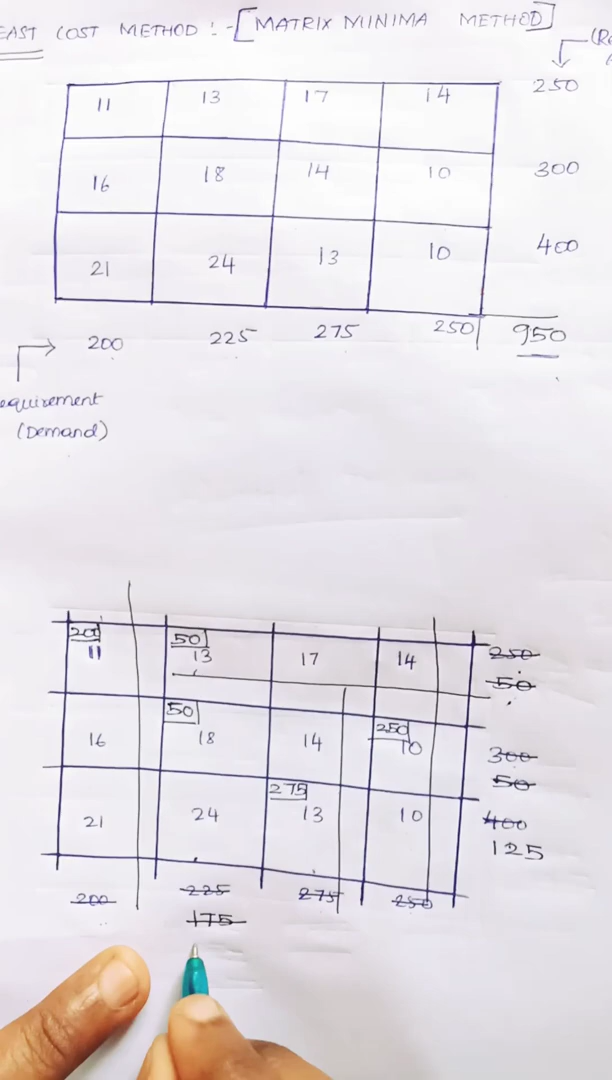 EAST COST METHOD :- [MATRIX MINIMA METHOD]
11 13 17 14 250
16 18 14 10 300
21 24 13 10 400
200 225 275 250 950
equirement
(Demand)
200 50
11 13 17 14 250
50
50 250
16 18 14 10 300
50
275
21 24 13 10 400
125
200 225 275 250
175